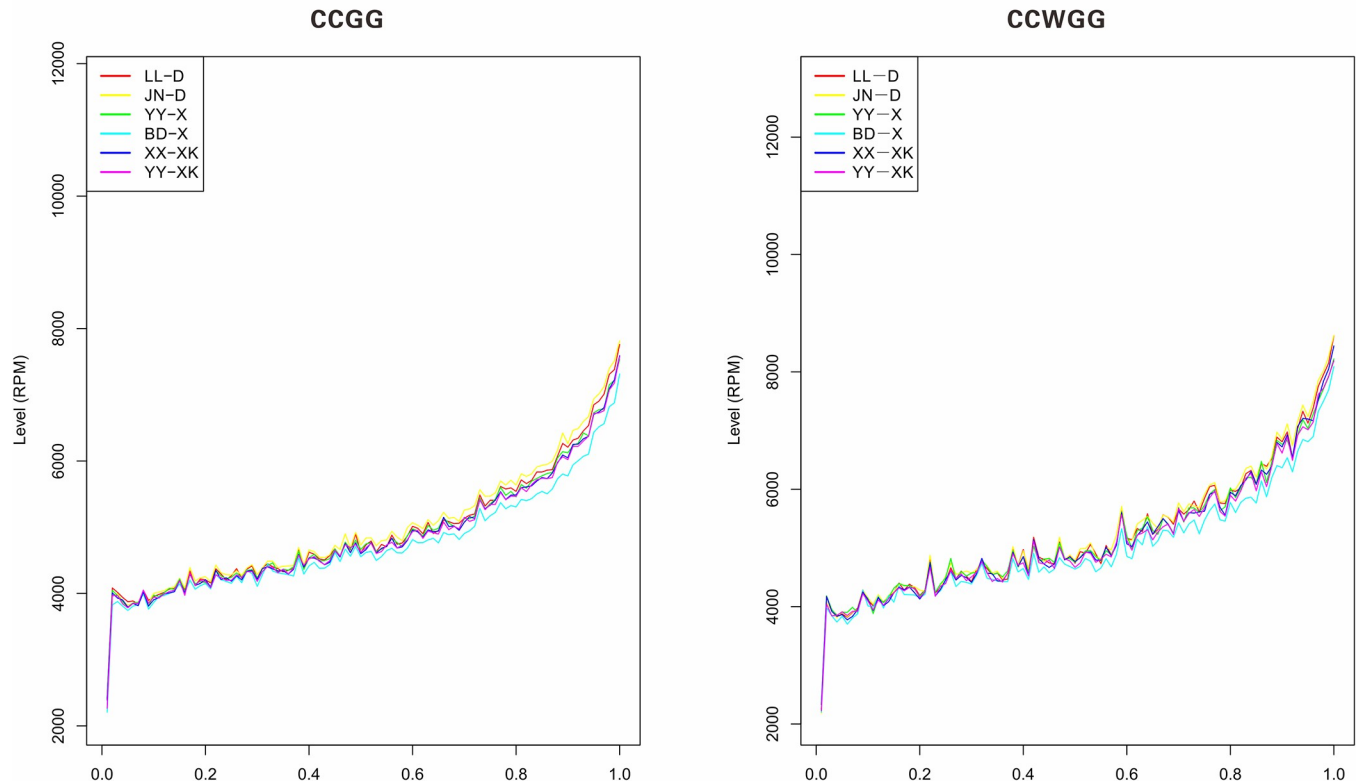 CCGG
CCWGG
LL–D
JN–D
YY–X
BD–X
XX–XK
YY–XK
Level (RPM)
12000
10000
8000
6000
4000
2000
0.0 0.2 0.4 0.6 0.8 1.0
LL—D
JN—D
YY—X
BD—X
XX—XK
YY—XK
Level (RPM)
12000
10000
8000
6000
4000
2000
0.0 0.2 0.4 0.6 0.8 1.0